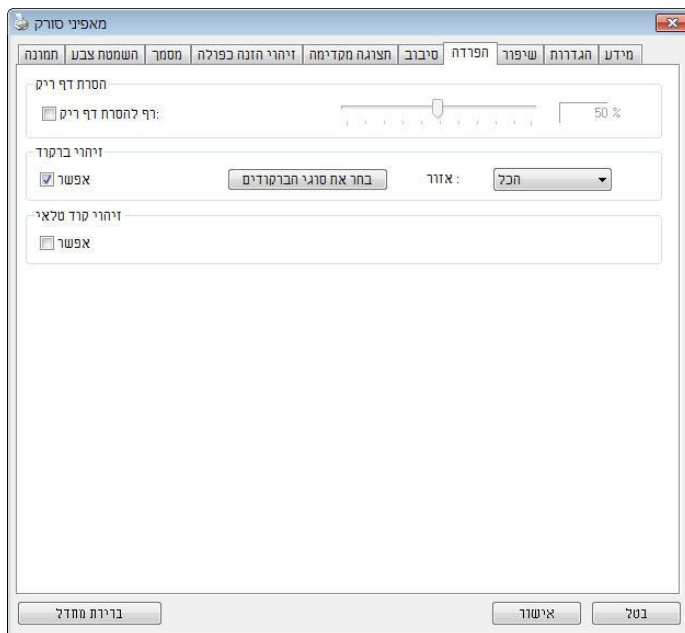 מאפיני סורק
תמונה השמטת צבע מסמך זיהוי הזנה כפולה תצוגה מקדימה סיבוב הפרדה שיפור הגדרות מידע
הסרת דף ריק
רף להסרת דף ריק:
50 %
זיהוי ברקוד
אפשר
בחר את סוגי הברקודים
אזור :
הכל
זיהוי קוד טלאי
אפשר
ברירת מחדל
אישור
בטל